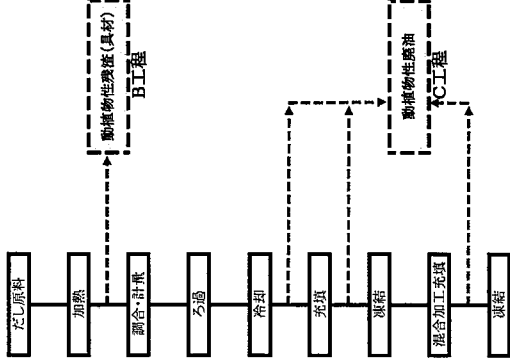 だし原料
加熱
調合・計量
ろ過
冷却
充填
凍結
混合加工充填
凍結
動植物性残渣(具材)
B工程
動植物性廃油
C工程